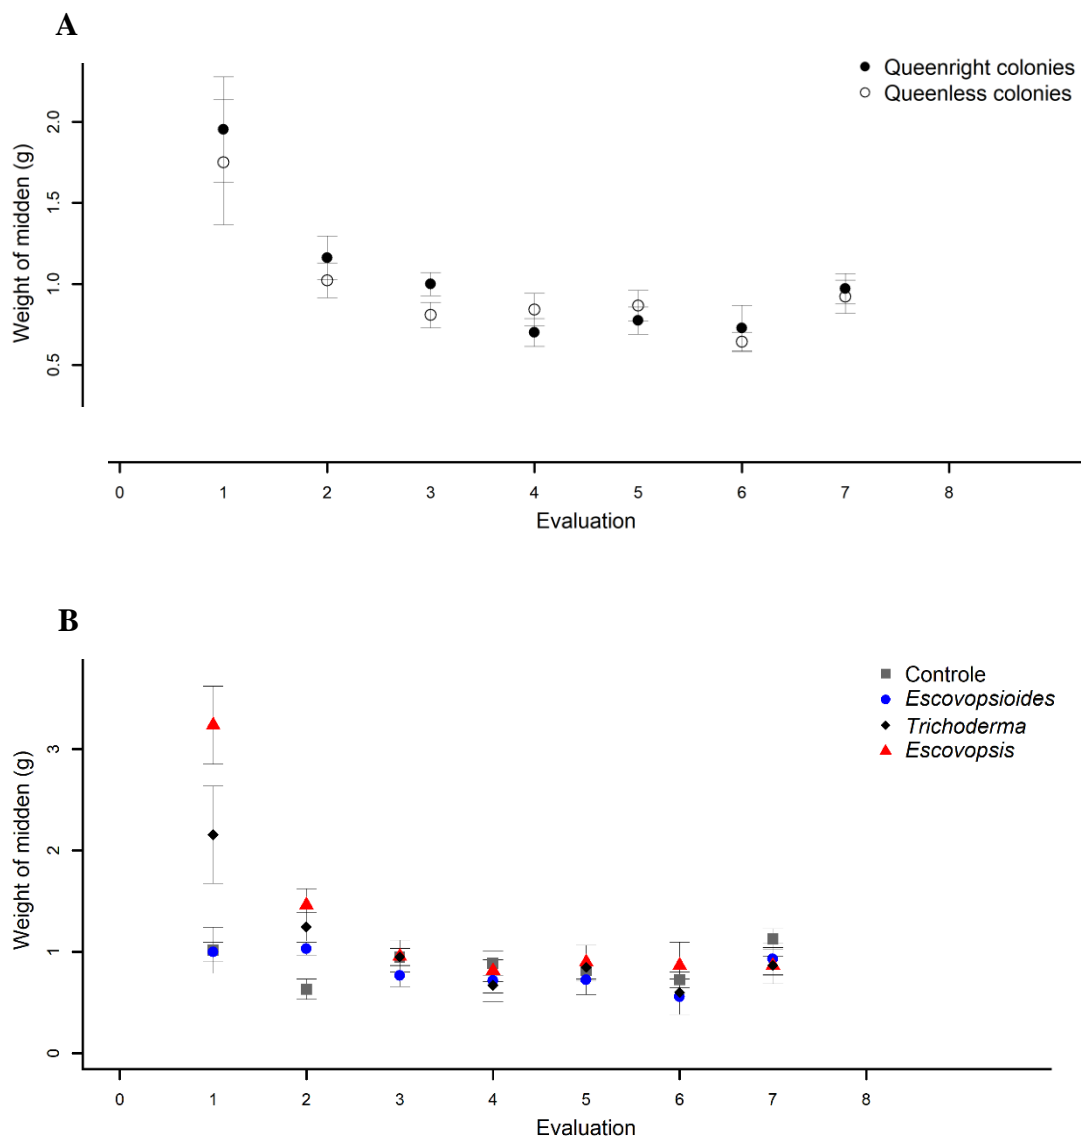 A
Queenright colonies
Queenless colonies
Weight of midden (g)
2.0
1.5
1.0
0.5
0 1 2 3 4 5 6 7 8
Evaluation
B
Controle
Escovopsioides
Trichoderma
Escovopsis
Weight of midden (g)
3
2
1
0
0 1 2 3 4 5 6 7 8
Evaluation